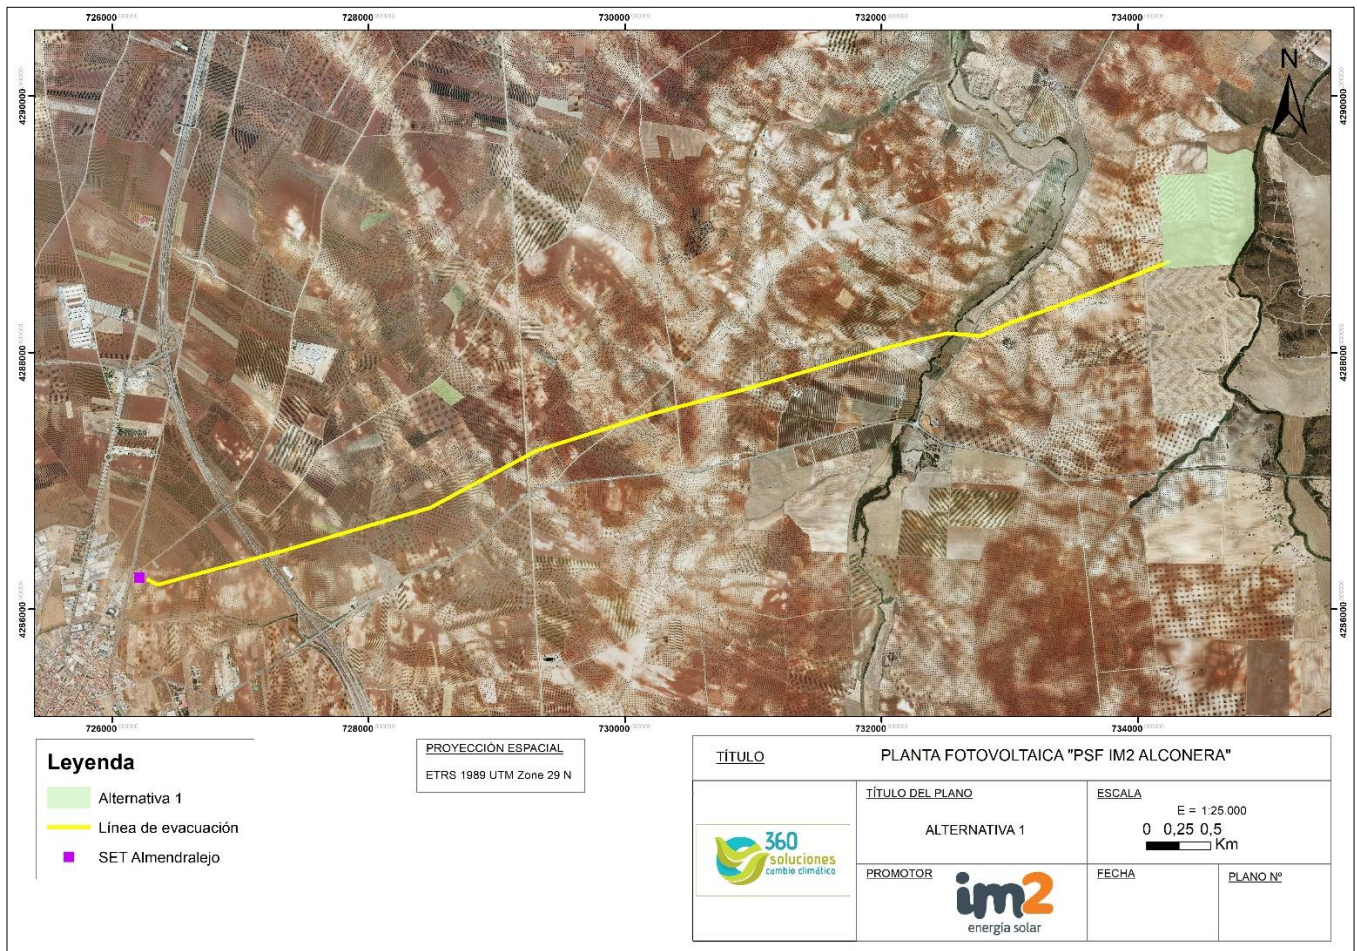 726000 728000 730000 732000 734000
N
4290000 4290000
4288000 4288000
4286000 4286000
726000 728000 730000 732000 734000
Leyenda
Alternativa 1
Línea de evacuación
SET Almendralejo
PROYECCIÓN ESPACIAL
ETRS 1989 UTM Zone 29 N
TÍTULO
PLANTA FOTOVOLTAICA "PSF IM2 ALCONERA"
360
soluciones
cambio climático
TÍTULO DEL PLANO
ALTERNATIVA 1
ESCALA
E = 1:25.000
0 0,25 0,5
Km
PROMOTOR
im2
energía solar
FECHA
PLANO Nº